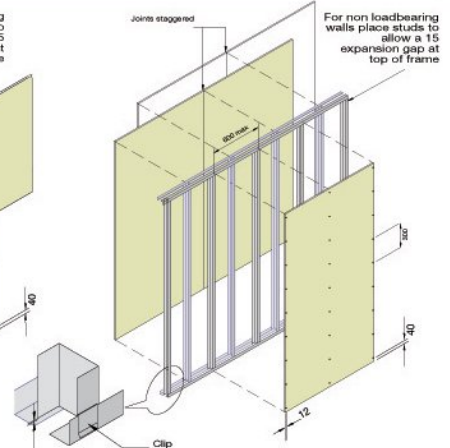 Joints staggered
For non loadbearing
walls place studs to
allow a 15
expansion gap at
top of frame
600 max
300
40
40
12
Clip